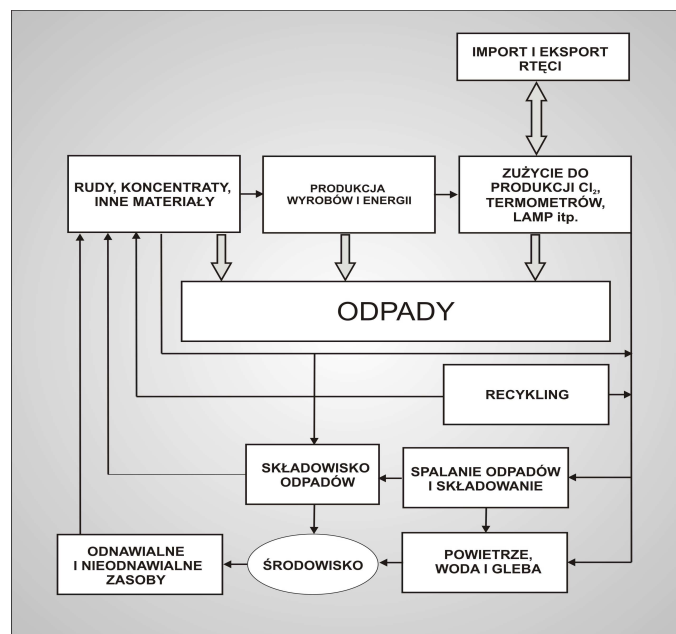 IMPORT I EKSPORT
RTĘCI
RUDY, KONCENTRATY,
INNE MATERIAŁY
PRODUKCJA
WYROBÓW I ENERGII
ZUŻYCIE DO
PRODUKCJI Cl₂,
TERMOMETRÓW,
LAMP itp.
ODPADY
RECYKLING
SKŁADOWISKO
ODPADÓW
SPALANIE ODPADÓW
I SKŁADOWANIE
ODNAWIALNE
I NIEODNAWIALNE
ZASOBY
ŚRODOWISKO
POWIETRZE,
WODA I GLEBA